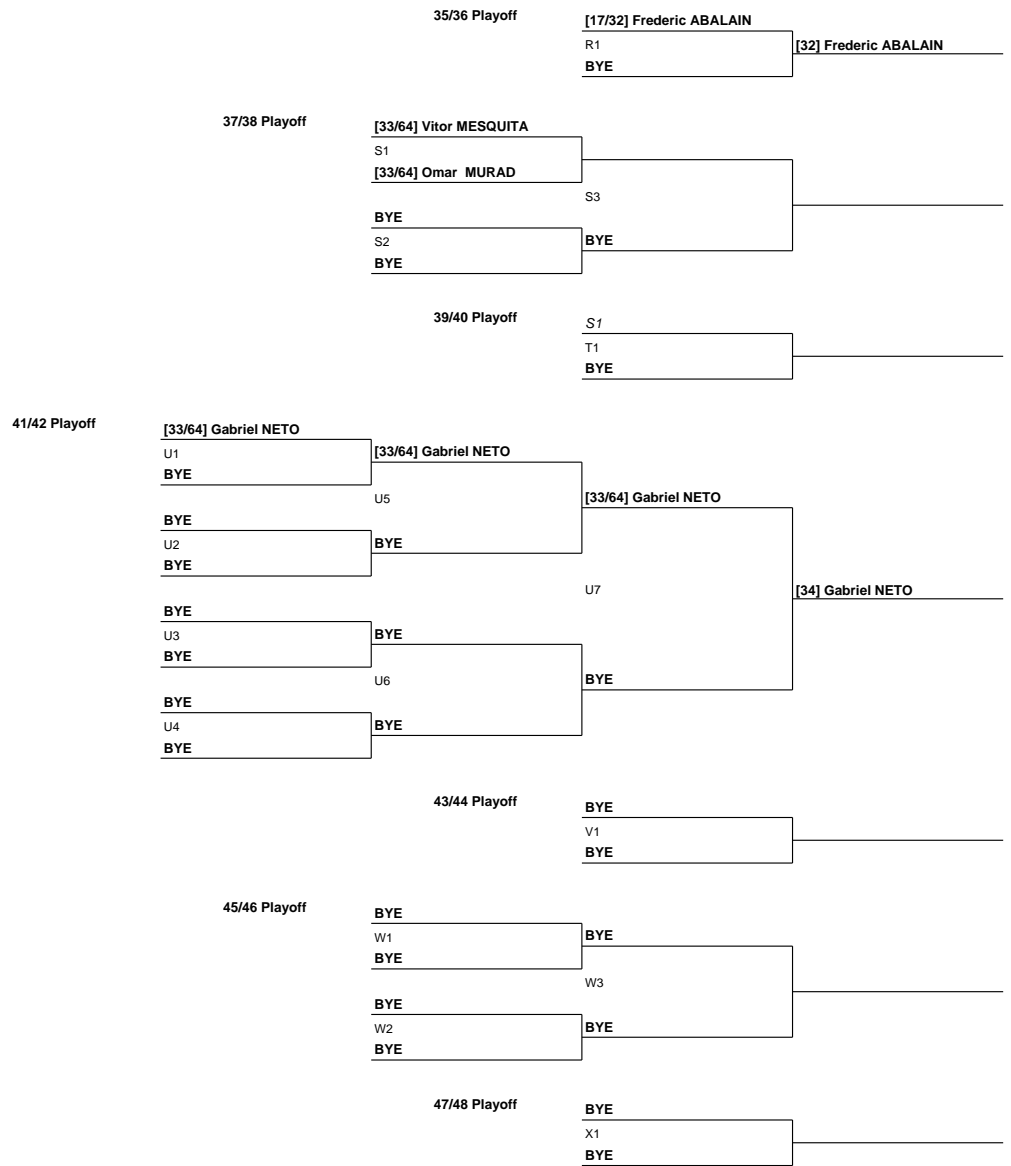 35/36 Playoff
[17/32] Frederic ABALAIN
R1
[32] Frederic ABALAIN
BYE
37/38 Playoff
[33/64] Vitor MESQUITA
S1
[33/64] Omar MURAD
S3
BYE
S2
BYE
BYE
39/40 Playoff
S1
T1
BYE
41/42 Playoff
[33/64] Gabriel NETO
U1
[33/64] Gabriel NETO
BYE
U5
[33/64] Gabriel NETO
BYE
U2
BYE
BYE
U7
[34] Gabriel NETO
BYE
U3
BYE
BYE
U6
BYE
BYE
U4
BYE
BYE
43/44 Playoff
BYE
V1
BYE
45/46 Playoff
BYE
W1
BYE
BYE
W3
BYE
W2
BYE
BYE
47/48 Playoff
BYE
X1
BYE